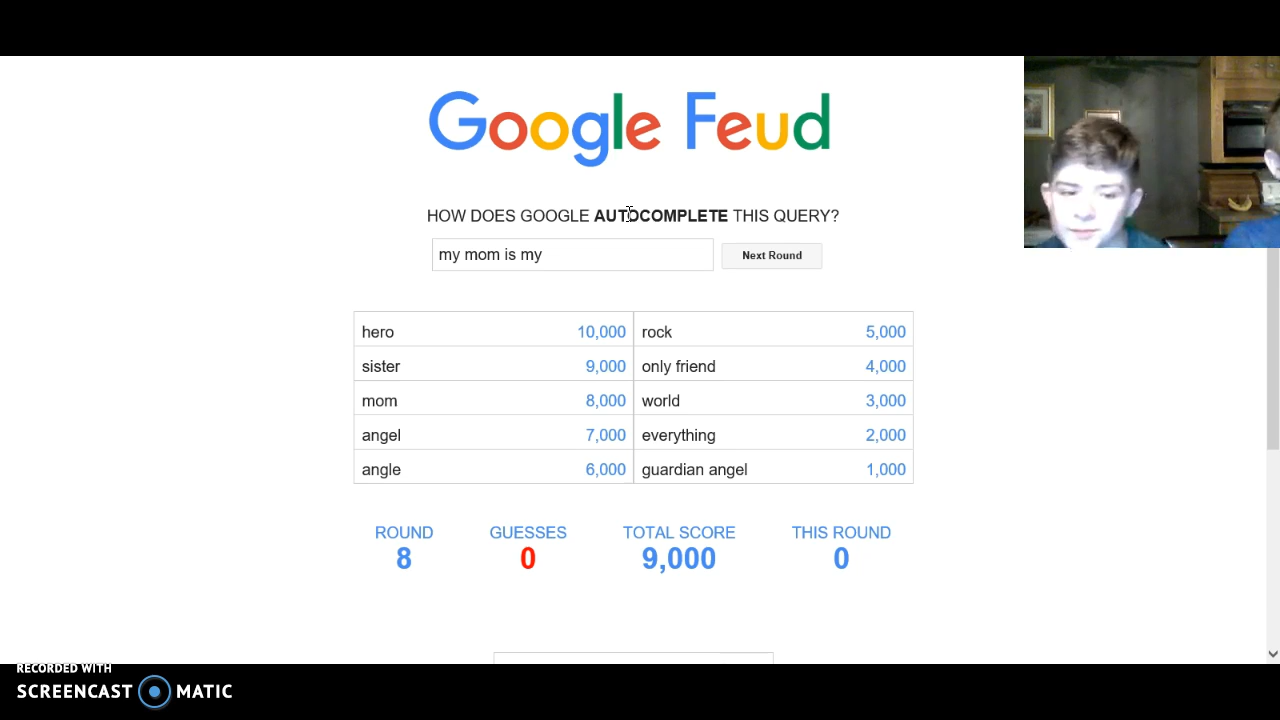 Google Feud
HOW DOES GOOGLE AUTOCOMPLETE THIS QUERY?
my mom is my
Next Round
hero 10,000 rock 5,000
sister 9,000 only friend 4,000
mom 8,000 world 3,000
angel 7,000 everything 2,000
angle 6,000 guardian angel 1,000
ROUND GUESSES TOTAL SCORE THIS ROUND
8 0 9,000 0
RECORDED WITH
SCREENCAST MATIC